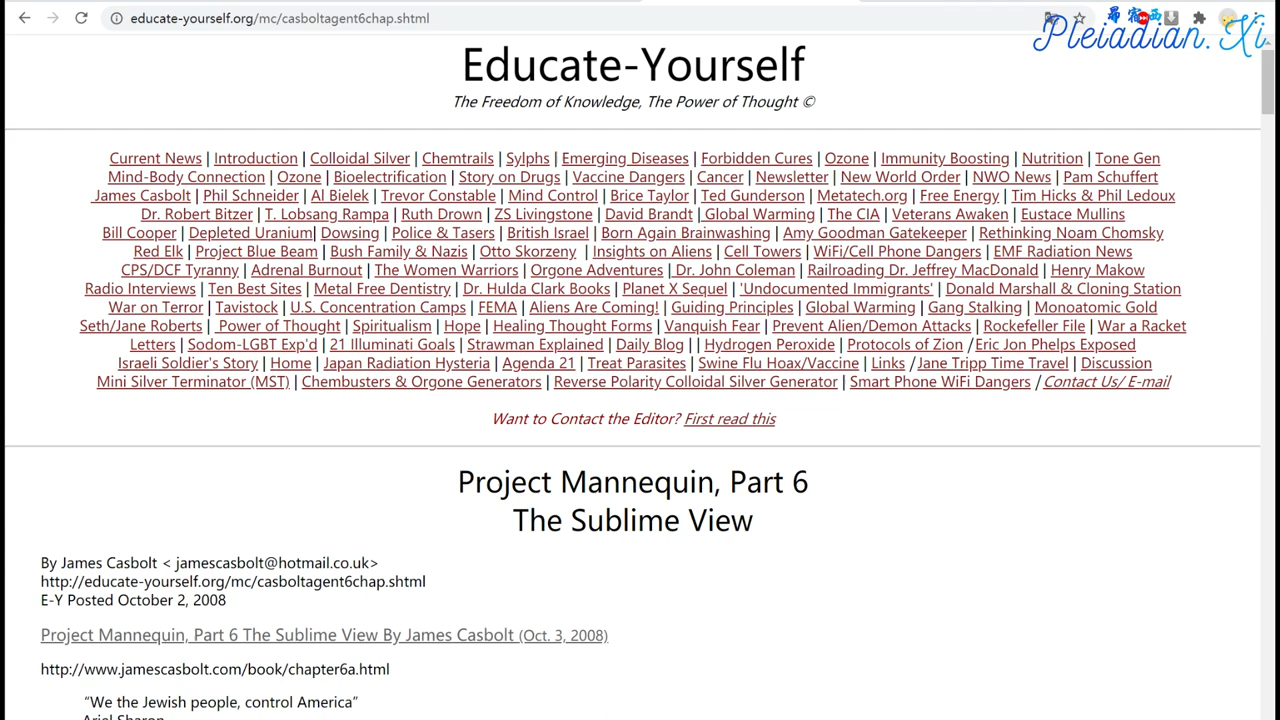 educate-yourself.org/mc/casboltagent6chap.shtml
昴宿西
Pleiadian.Xi
Educate-Yourself
The Freedom of Knowledge, The Power of Thought ©
Current News | Introduction | Colloidal Silver | Chemtrails | Sylphs | Emerging Diseases | Forbidden Cures | Ozone | Immunity Boosting | Nutrition | Tone Gen
Mind-Body Connection | Ozone | Bioelectrification | Story on Drugs | Vaccine Dangers | Cancer | Newsletter | New World Order | NWO News | Pam Schuffert
James Casbolt | Phil Schneider | Al Bielek | Trevor Constable | Mind Control | Brice Taylor | Ted Gunderson | Metatech.org | Free Energy | Tim Hicks & Phil Ledoux
Dr. Robert Bitzer | T. Lobsang Rampa | Ruth Drown | ZS Livingstone | David Brandt | Global Warming | The CIA | Veterans Awaken | Eustace Mullins
Bill Cooper | Depleted Uranium| Dowsing | Police & Tasers | British Israel | Born Again Brainwashing | Amy Goodman Gatekeeper | Rethinking Noam Chomsky
Red Elk | Project Blue Beam | Bush Family & Nazis | Otto Skorzeny | Insights on Aliens | Cell Towers | WiFi/Cell Phone Dangers | EMF Radiation News
CPS/DCF Tyranny | Adrenal Burnout | The Women Warriors | Orgone Adventures | Dr. John Coleman | Railroading Dr. Jeffrey MacDonald | Henry Makow
Radio Interviews | Ten Best Sites | Metal Free Dentistry | Dr. Hulda Clark Books | Planet X Sequel | 'Undocumented Immigrants' | Donald Marshall & Cloning Station
War on Terror | Tavistock | U.S. Concentration Camps | FEMA | Aliens Are Coming! | Guiding Principles | Global Warming | Gang Stalking | Monoatomic Gold
Seth/Jane Roberts | Power of Thought | Spiritualism | Hope | Healing Thought Forms | Vanquish Fear | Prevent Alien/Demon Attacks | Rockefeller File | War a Racket
Letters | Sodom-LGBT Exp'd | 21 Illuminati Goals | Strawman Explained | Daily Blog | | Hydrogen Peroxide | Protocols of Zion / Eric Jon Phelps Exposed
Israeli Soldier's Story | Home | Japan Radiation Hysteria | Agenda 21 | Treat Parasites | Swine Flu Hoax/Vaccine | Links / Jane Tripp Time Travel | Discussion
Mini Silver Terminator (MST) | Chembusters & Orgone Generators | Reverse Polarity Colloidal Silver Generator | Smart Phone WiFi Dangers / Contact Us/ E-mail
Want to Contact the Editor? First read this
Project Mannequin, Part 6
The Sublime View
By James Casbolt < jamescasbolt@hotmail.co.uk>
http://educate-yourself.org/mc/casboltagent6chap.shtml
E-Y Posted October 2, 2008
Project Mannequin, Part 6 The Sublime View By James Casbolt (Oct. 3, 2008)
http://www.jamescasbolt.com/book/chapter6a.html
“We the Jewish people, control America”
Ariel Sharon